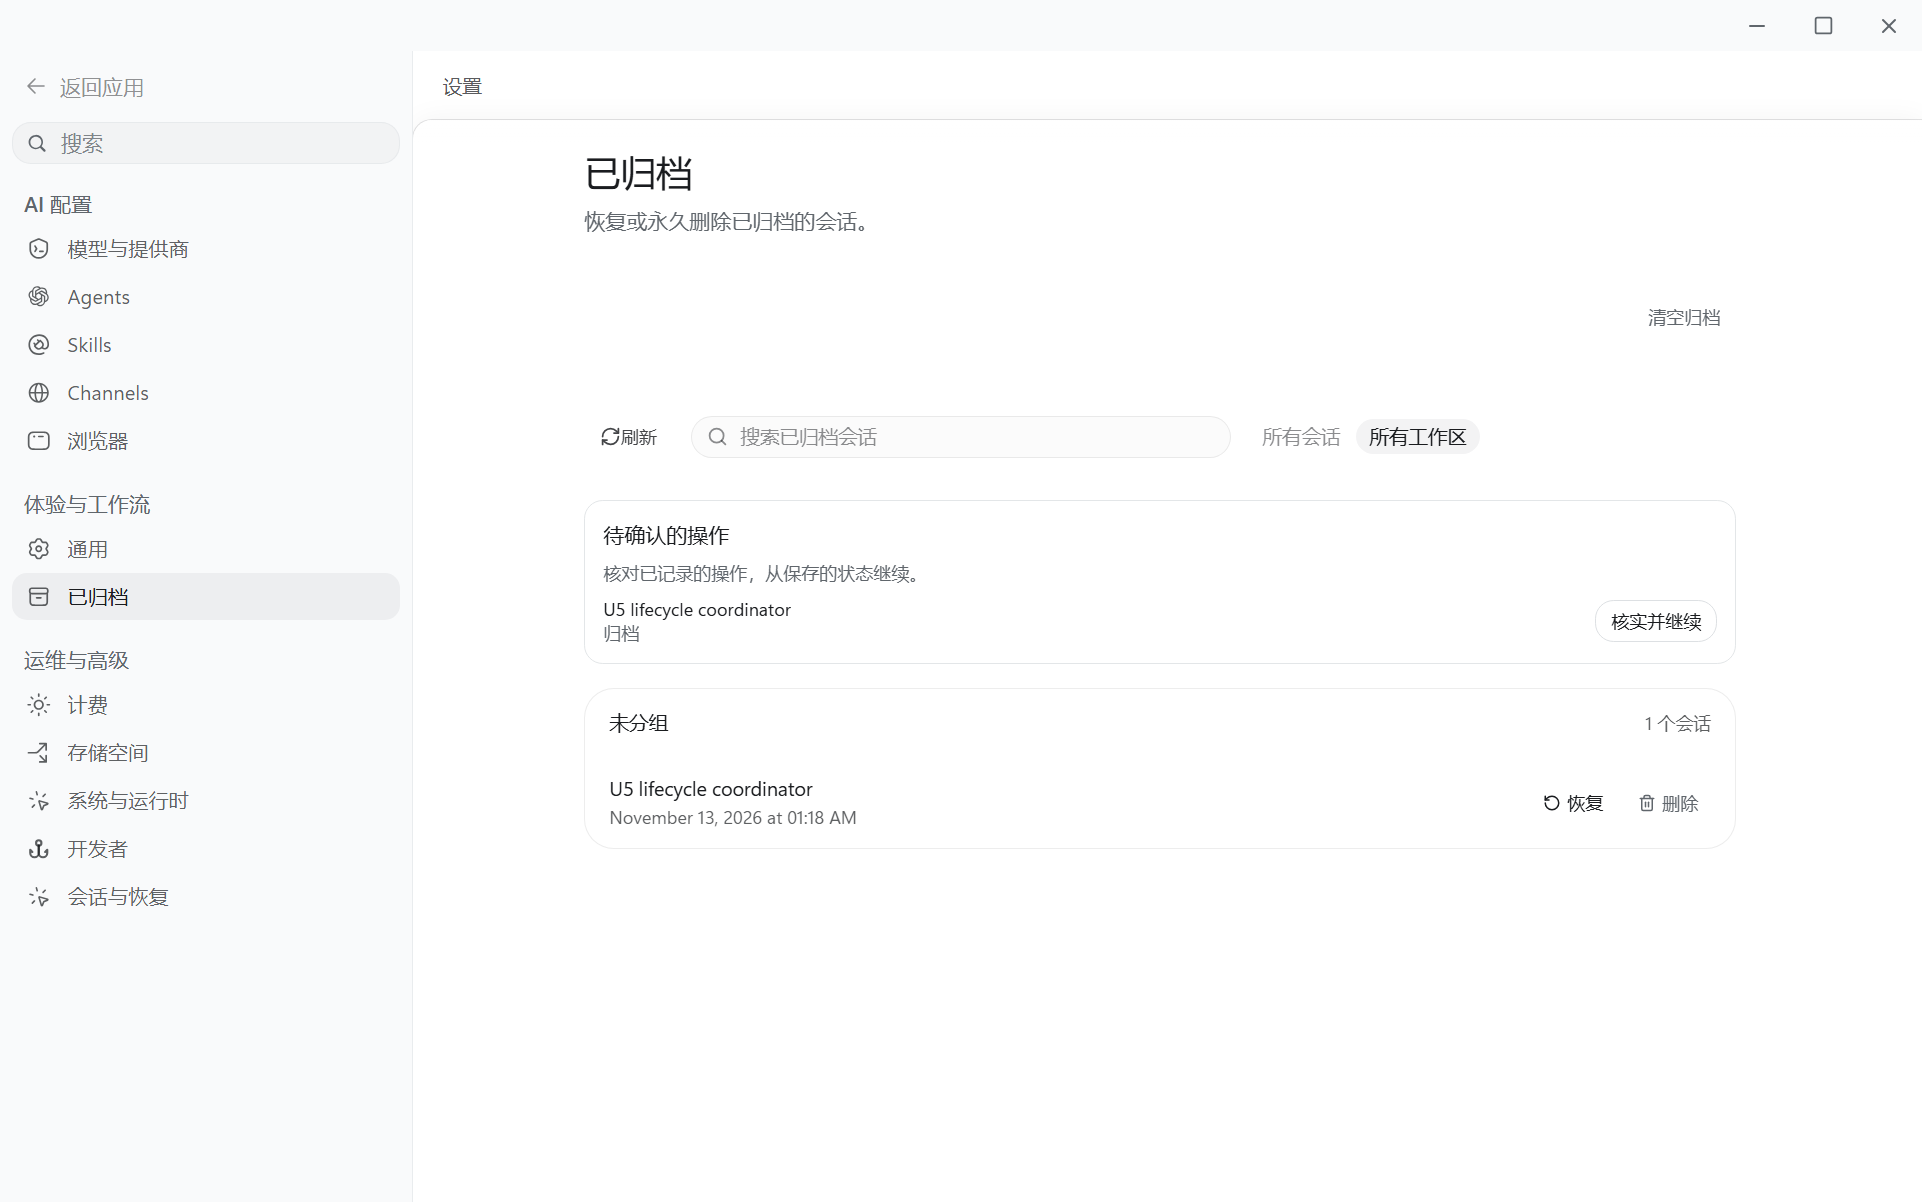 返回应用
搜索
AI 配置
模型与提供商
Agents
Skills
Channels
浏览器
体验与工作流
通用
已归档
运维与高级
计费
存储空间
系统与运行时
开发者
会话与恢复
设置
已归档
恢复或永久删除已归档的会话。
清空归档
刷新
搜索已归档会话
所有会话
所有工作区
待确认的操作
核对已记录的操作，从保存的状态继续。
U5 lifecycle coordinator
归档
核实并继续
未分组
1 个会话
U5 lifecycle coordinator
November 13, 2026 at 01:18 AM
恢复
删除